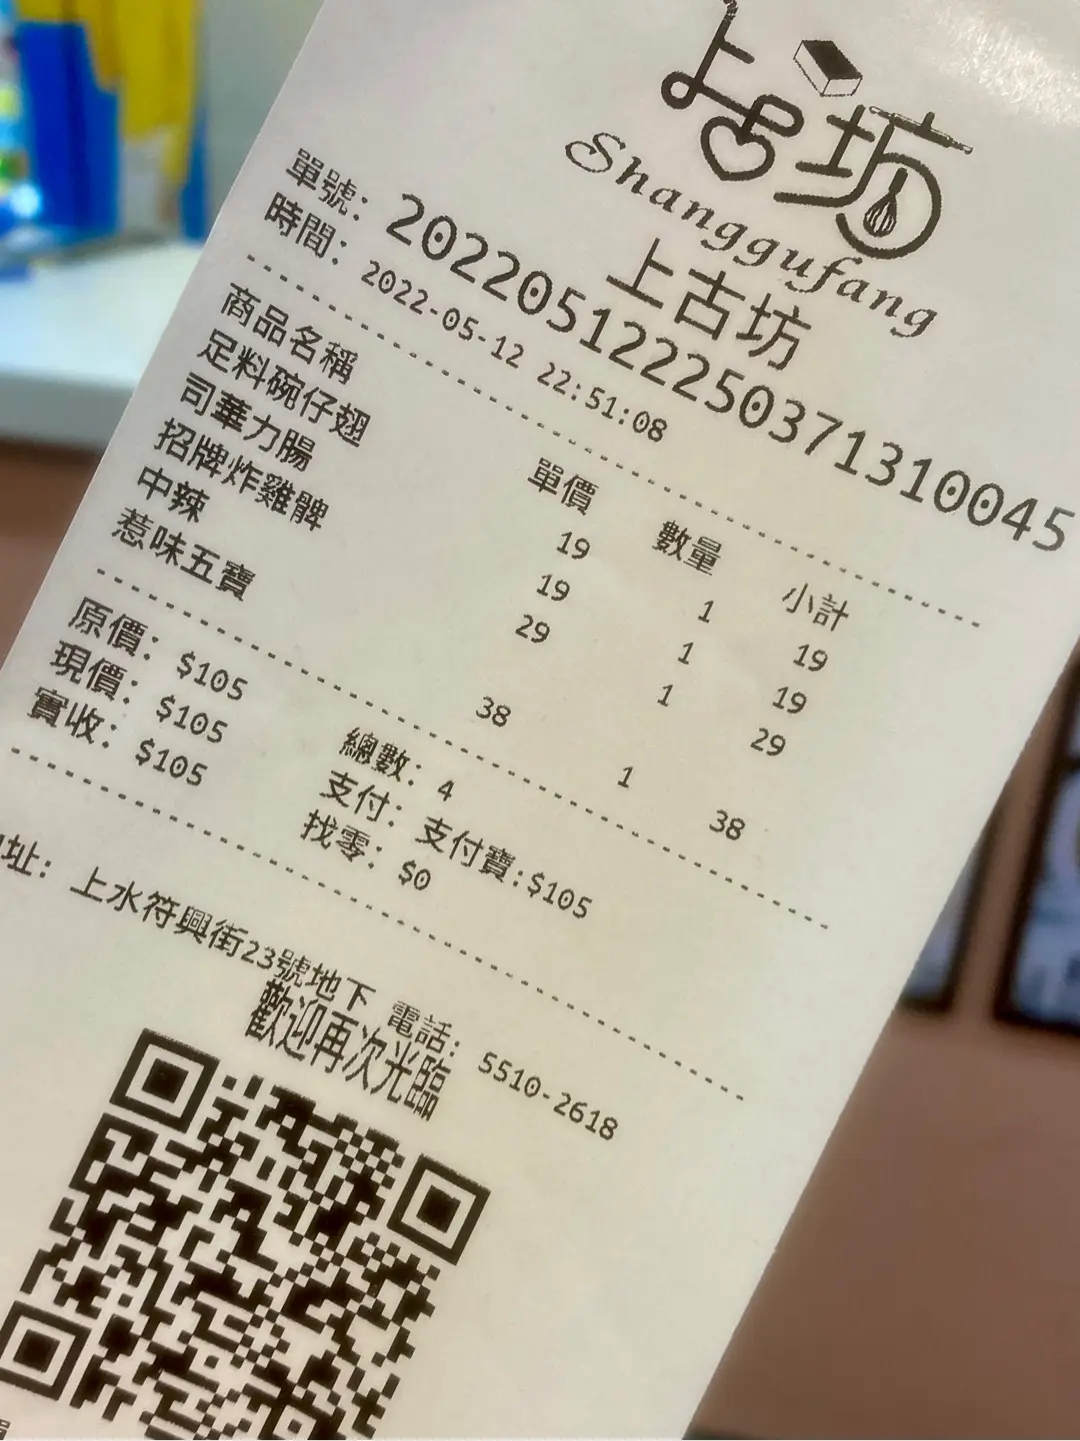 上古坊
Shanggufang
上古坊
單號: 20220512225037131004​5
時間: 2022-05-12 22:51:08
商品名稱 單價 數量 小計
足料碗仔翅 19 1 19
司華力腸 19 1 19
招牌炸雞髀 29 1 29
中辣
惹味五寶 38 1 38
原價: $105 總數: 4
現價: $105 支付: 支付寶:$105
實收: $105 找零: $0
址: 上水符興街23號地下 電話: 5510-2618
歡迎再次光臨